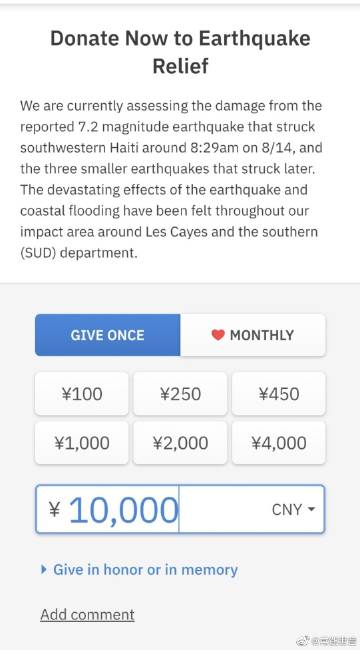 Donate Now to Earthquake
Relief
We are currently assessing the damage from the
reported 7.2 magnitude earthquake that struck
southwestern Haiti around 8:29am on 8/14, and
the three smaller earthquakes that struck later.
The devastating effects of the earthquake and
coastal flooding have been felt throughout our
impact area around Les Cayes and the southern
(SUD) department.
GIVE ONCE
MONTHLY
¥100
¥250
¥450
¥1,000
¥2,000
¥4,000
¥ 10,000
CNY
Give in honor or in memory
Add comment